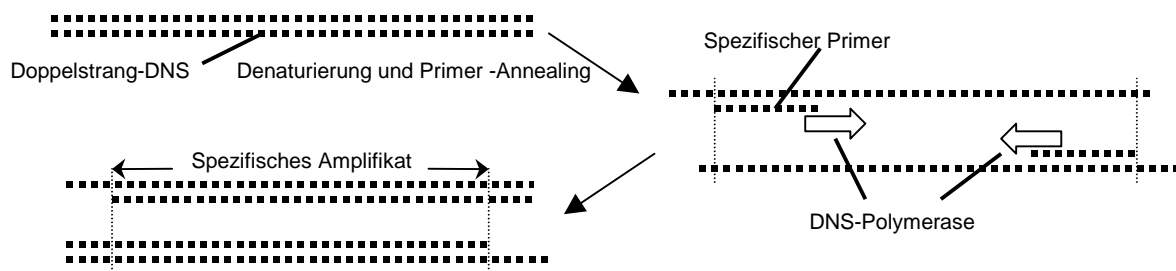 Doppelstrang-DNS
Denaturierung und Primer -Annealing
Spezifischer Primer
Spezifisches Amplifikat
DNS-Polymerase